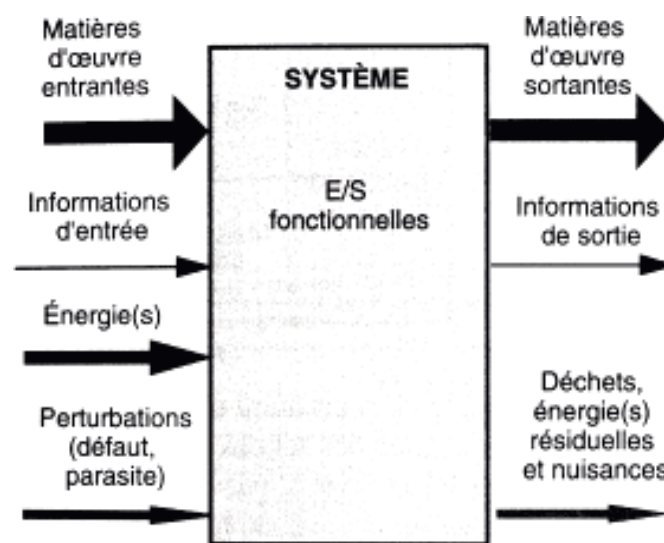 Matières
d'œuvre
entrantes
Informations
d'entrée
Énergie(s)
Perturbations
(défaut,
parasite)
SYSTÈME
E/S
fonctionnelles
Matières
d'œuvre
sortantes
Informations
de sortie
Déchets,
énergie(s)
résiduelles
et nuisances